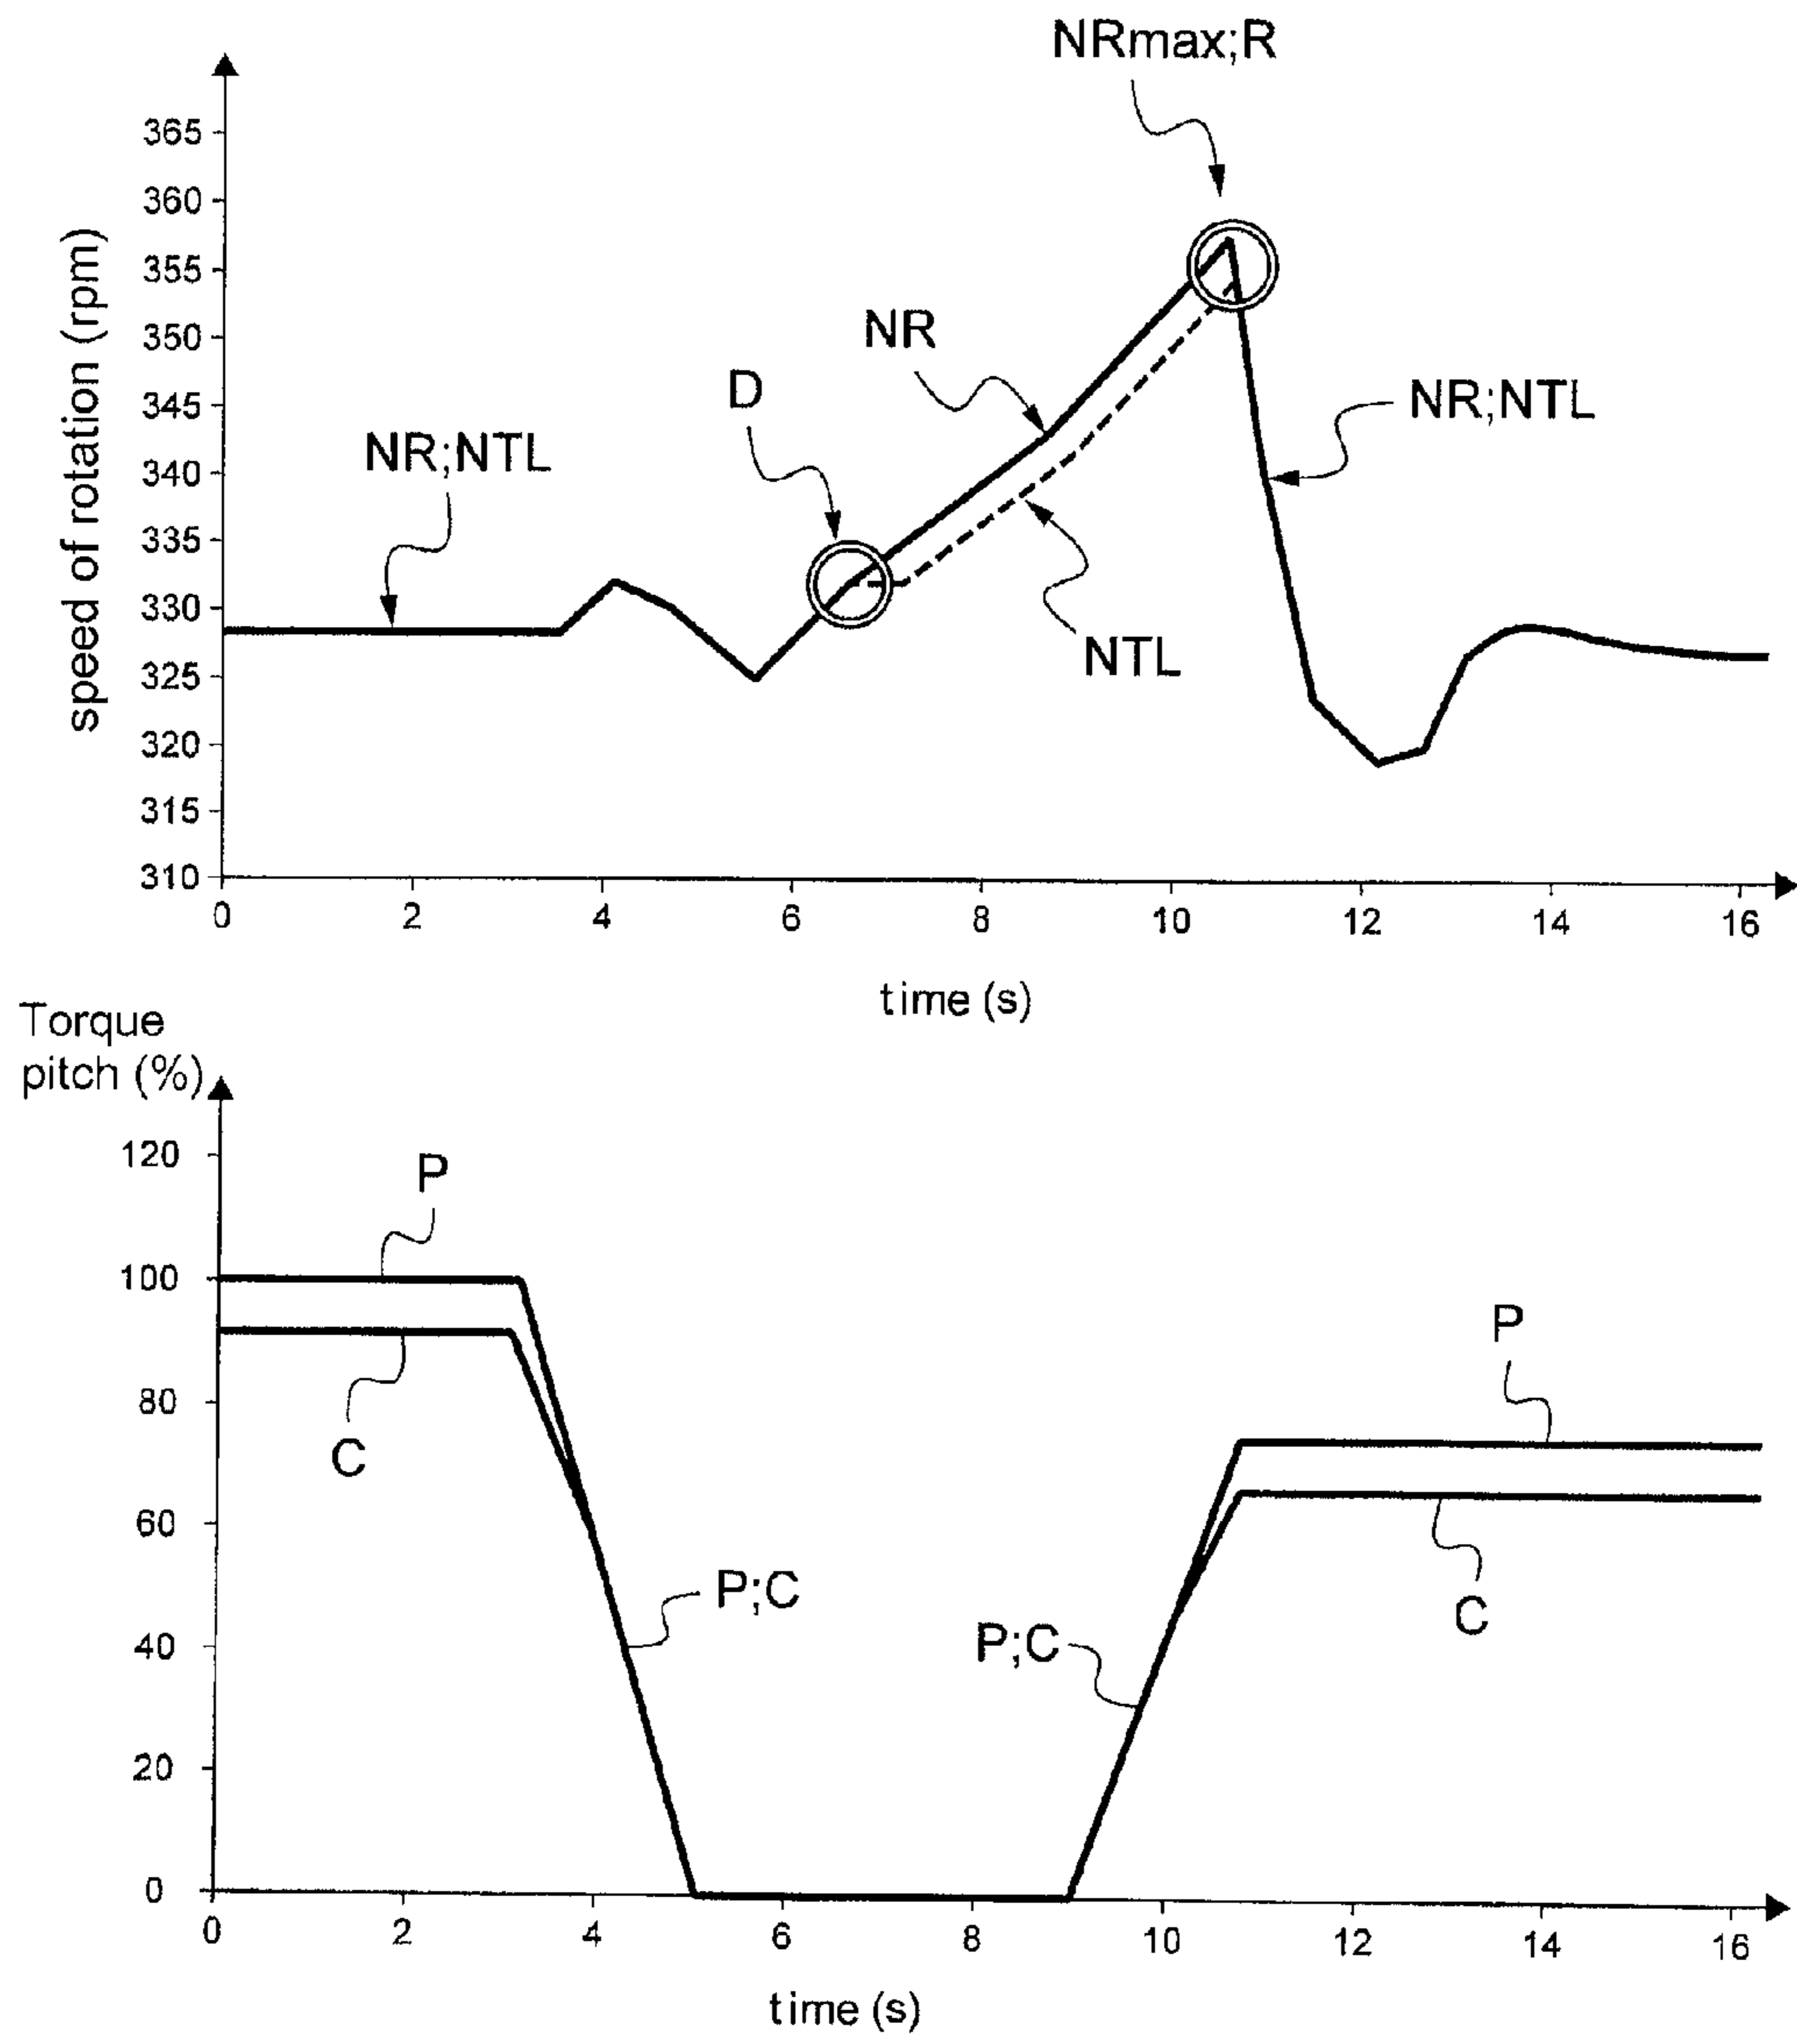 NRmax;R
365
360
355
350
345
340
335
330
325
320
315
310
speed of rotation (rpm)
NR
D
NR;NTL
NR;NTL
NTL
0 2 4 6 8 10 12 14 16
time (s)
Torque
pitch (%)
120
100
80
60
40
20
0
P
C
P;C
P;C
P
C
0 2 4 6 8 10 12 14 16
time (s)